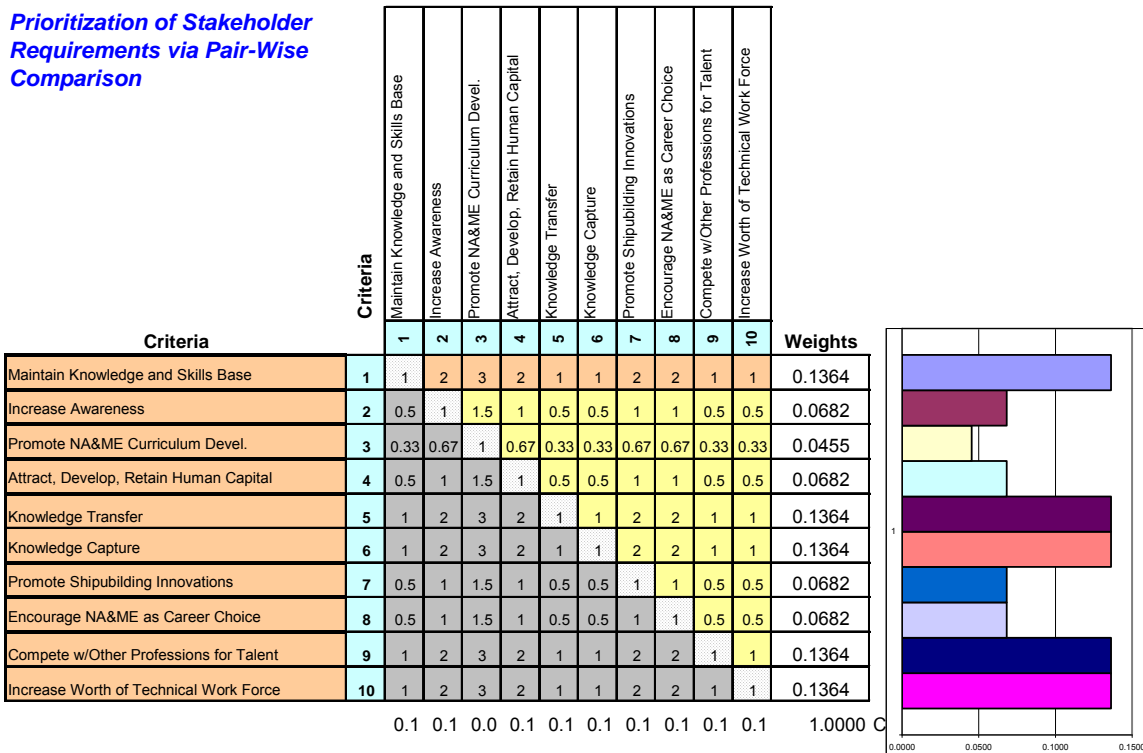 Prioritization of Stakeholder
Requirements via Pair-Wise
Comparison
Criteria
Maintain Knowledge and Skills Base
Increase Awareness
Promote NA&ME Curriculum Devel.
Attract, Develop, Retain Human Capital
Knowledge Transfer
Knowledge Capture
Promote Shipubilding Innovations
Encourage NA&ME as Career Choice
Compete w/Other Professions for Talent
Increase Worth of Technical Work Force
Criteria 1 2 3 4 5 6 7 8 9 10 Weights
Maintain Knowledge and Skills Base 1 1 2 3 2 1 1 2 2 1 1 0.1364
Increase Awareness 2 0.5 1 1.5 1 0.5 0.5 1 1 0.5 0.5 0.0682
Promote NA&ME Curriculum Devel. 3 0.33 0.67 1 0.67 0.33 0.33 0.67 0.67 0.33 0.33 0.0455
Attract, Develop, Retain Human Capital 4 0.5 1 1.5 1 0.5 0.5 1 1 0.5 0.5 0.0682
Knowledge Transfer 5 1 2 3 2 1 1 2 2 1 1 0.1364
Knowledge Capture 6 1 2 3 2 1 1 2 2 1 1 0.1364
Promote Shipubilding Innovations 7 0.5 1 1.5 1 0.5 0.5 1 1 0.5 0.5 0.0682
Encourage NA&ME as Career Choice 8 0.5 1 1.5 1 0.5 0.5 1 1 0.5 0.5 0.0682
Compete w/Other Professions for Talent 9 1 2 3 2 1 1 2 2 1 1 0.1364
Increase Worth of Technical Work Force 10 1 2 3 2 1 1 2 2 1 1 0.1364
0.1 0.1 0.0 0.1 0.1 0.1 0.1 0.1 0.1 0.1 1.0000 C
1
0.0000 0.0500 0.1000 0.1500